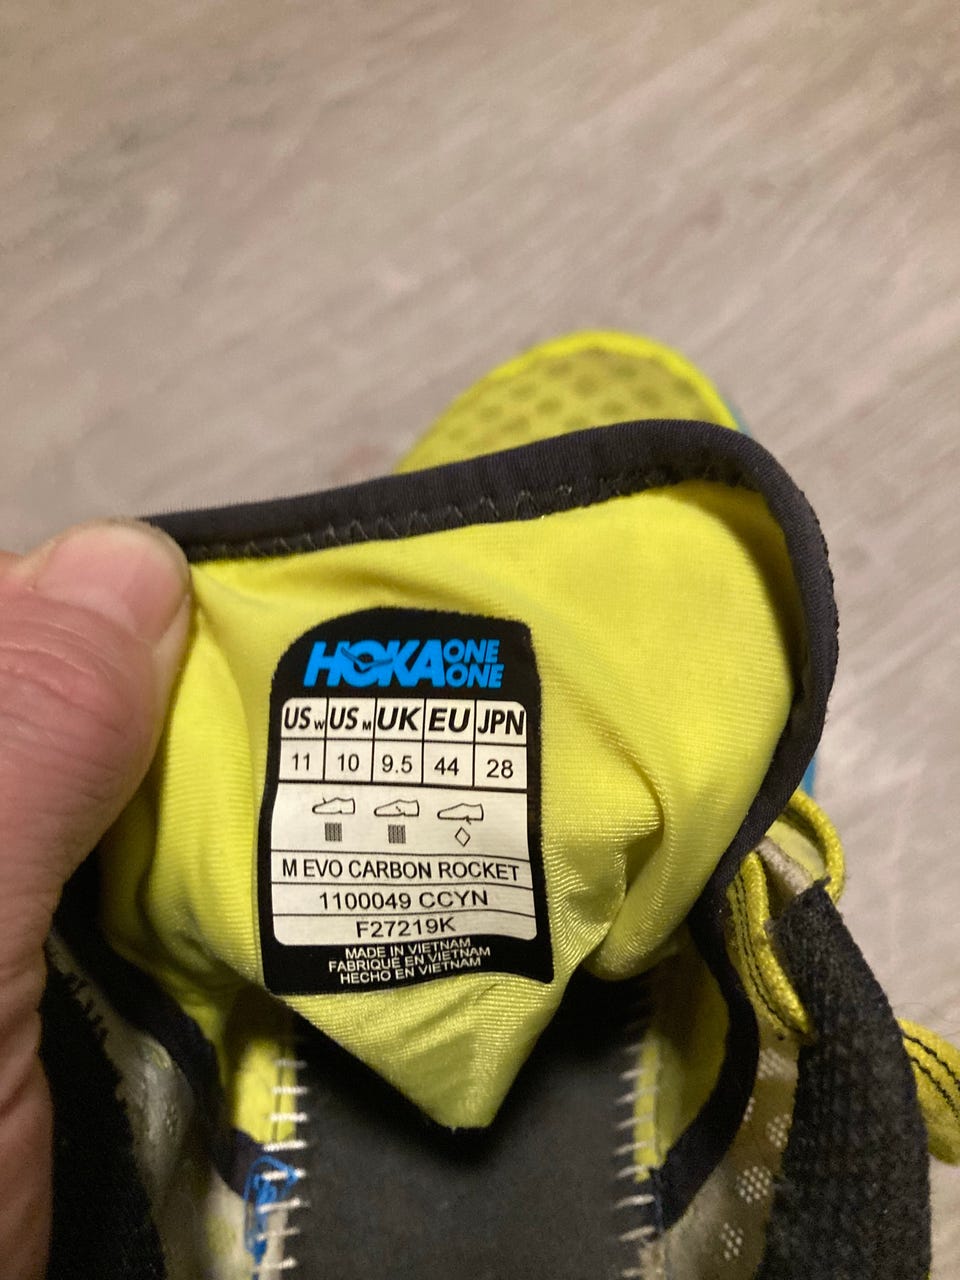 HOKA ONE ONE
US W US M UK EU JPN
11 10 9.5 44 28
M EVO CARBON ROCKET
1100049 CCYN
F27219K
MADE IN VIETNAM
FABRIQUE EN VIETNAM
HECHO EN VIETNAM